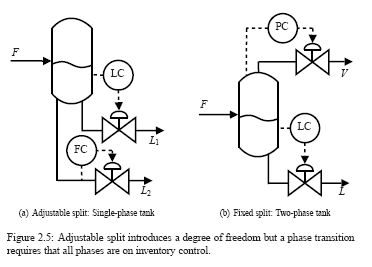 F
LC
L1
FC
L2
PC
V
F
LC
L
(a) Adjustable split: Single-phase tank
(b) Fixed split: Two-phase tank
Figure 2.5: Adjustable split introduces a degree of freedom but a phase transition
requires that all phases are on inventory control.